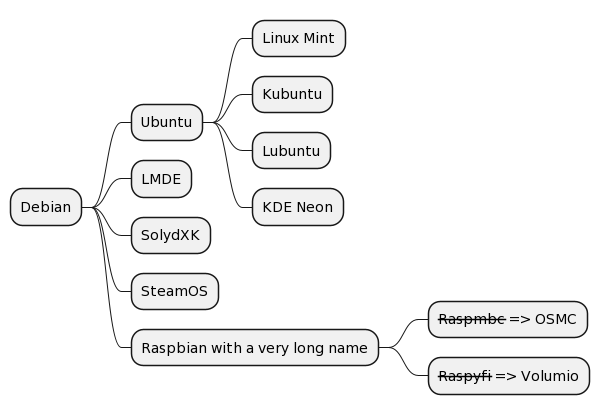 Debian
Ubuntu
Linux Mint
Kubuntu
Lubuntu
KDE Neon
LMDE
SolydXK
SteamOS
Raspbian with a very long name
Raspmbc => OSMC
Raspyfi => Volumio